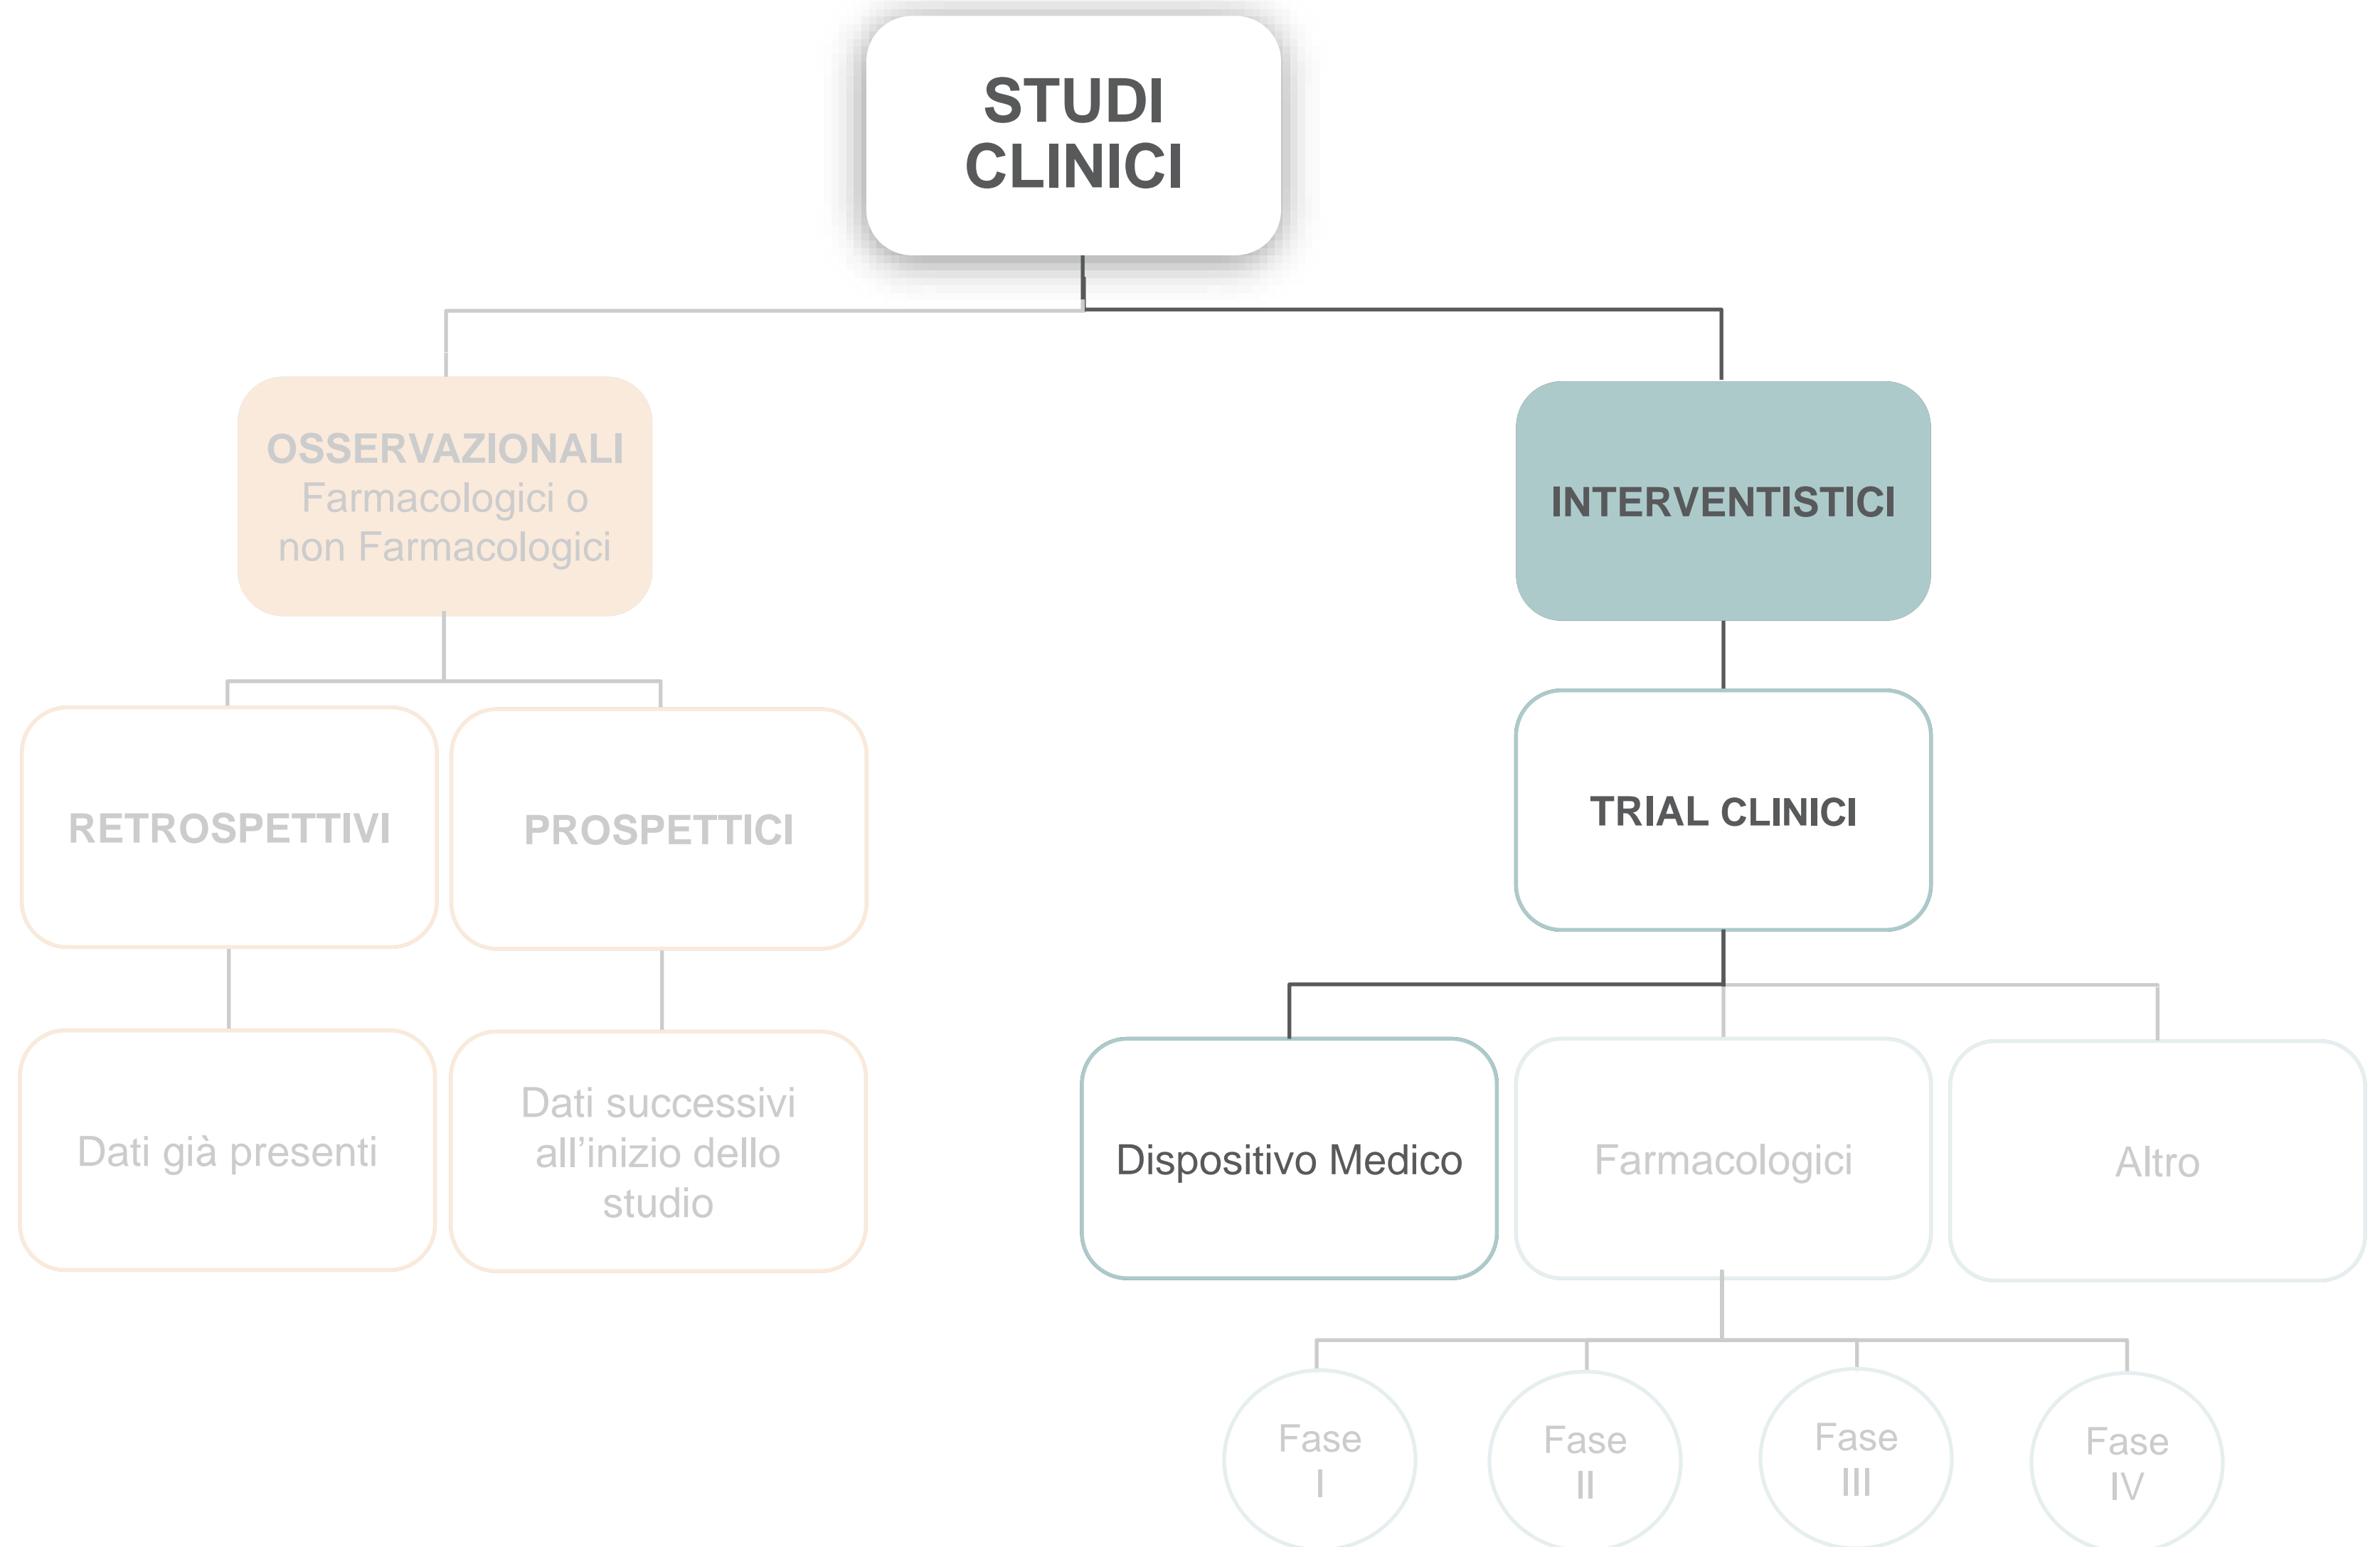 STUDI
CLINICI
OSSERVAZIONALI
Farmacologici o
non Farmacologici
INTERVENTISTICI
RETROSPETTIVI
PROSPETTICI
TRIAL CLINICI
Dati già presenti
Dati successivi
all’inizio dello
studio
Dispositivo Medico
Farmacologici
Altro
Fase
I
Fase
II
Fase
III
Fase
IV